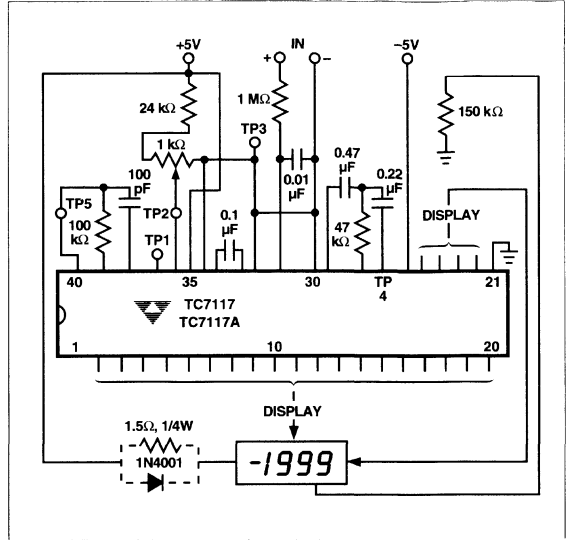 +5V
IN
–5V
+
–
24 kΩ
1 MΩ
150 kΩ
1 kΩ
TP3
0.47
µF
0.22
µF
0.01
µF
100
pF
TP5
100
kΩ
TP2
TP1
0.1
µF
47
kΩ
DISPLAY
40
35
30
TP
4
21
TC7117
TC7117A
1
10
20
DISPLAY
1.5Ω, 1/4W
1N4001
-1999